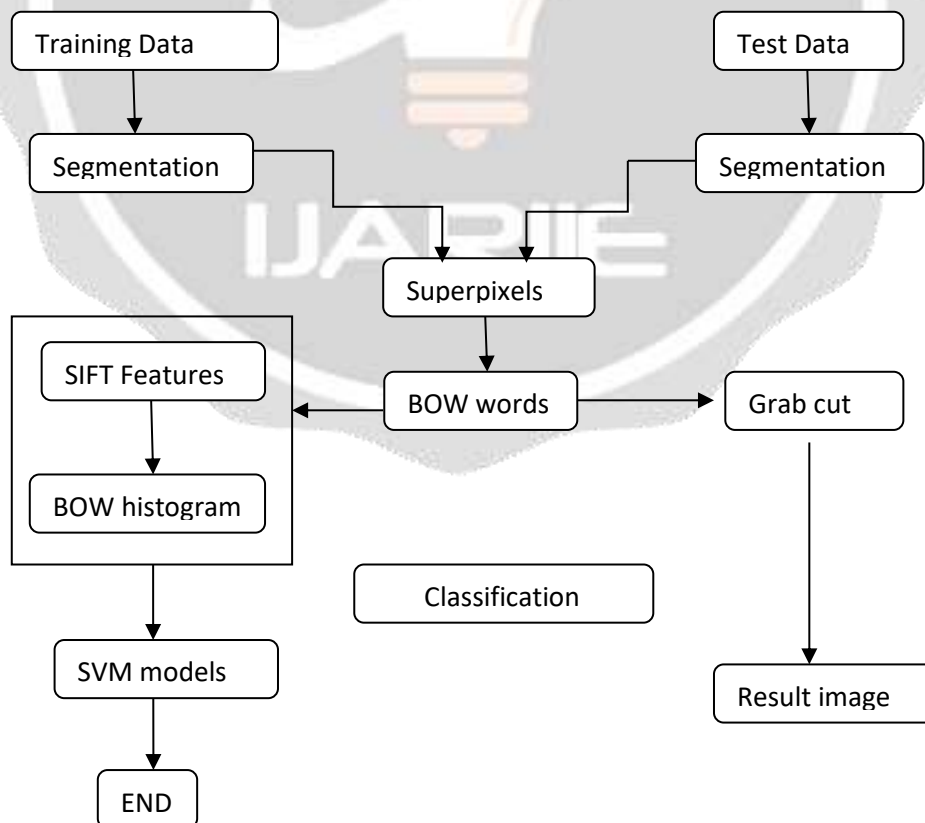 Training Data
Test Data
Segmentation
Segmentation
IJARIIE
Superpixels
SIFT Features
BOW words
Grab cut
BOW histogram
Classification
SVM models
Result image
END